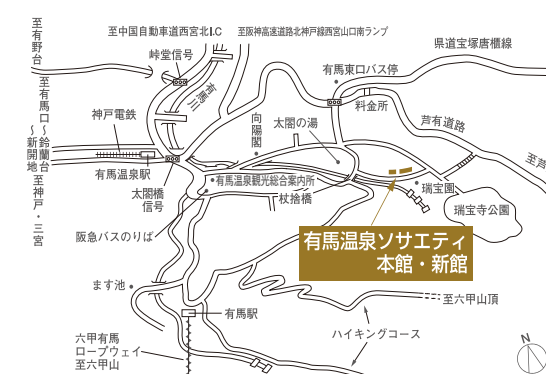 至有野台
至中国自動車道西宮北I.C
至阪神高速道路北神戸線西宮山口南ランプ
県道宝塚唐櫃線
峠堂信号
有馬川
有馬東口バス停
料金所
芦有道路
至芦
至有馬口〜鈴蘭台
〜新開地
至神戸・三宮
神戸電鉄
向陽閣
太閤の湯
有馬温泉駅
太閤橋
信号
有馬温泉観光総合案内所
杖捨橋
瑞宝園
瑞宝寺公園
阪急バスのりば
有馬温泉ソサエティ
本館・新館
ます池
至六甲山頂
有馬駅
ハイキングコース
六甲有馬
ロープウェイ
至六甲山
N